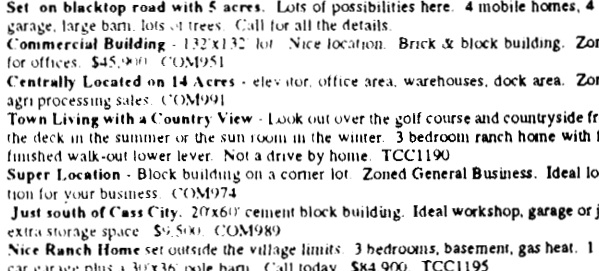 Set on blacktop road with 5 acres. Lots of possibilities here. 4 mobile homes, 4
garage, large barn, lots of trees. Call for all the details.
Commercial Building - 132'x132' lot Nice location. Brick & block building. Zon
for offices. $45,900 COM951
Centrally Located on 14 Acres - elevator, office area, warehouses, dock area. Zon
agri processing sales. COM991
Town Living with a Country View - Look out over the golf course and countryside fr
the deck in the summer or the sun room in the winter. 3 bedroom ranch home with f
finished walk-out lower lever. Not a drive by home. TCC1190
Super Location - Block building on a corner lot. Zoned General Business. Ideal lo
tion for your business. COM974
Just south of Cass City. 20'x60' cement block building. Ideal workshop, garage or j
extra storage space. $9,500. COM989
Nice Ranch Home set outside the village limits. 3 bedrooms, basement, gas heat. 1
car garage plus a 30'x36' pole barn. Call today. $84,900. TCC1195